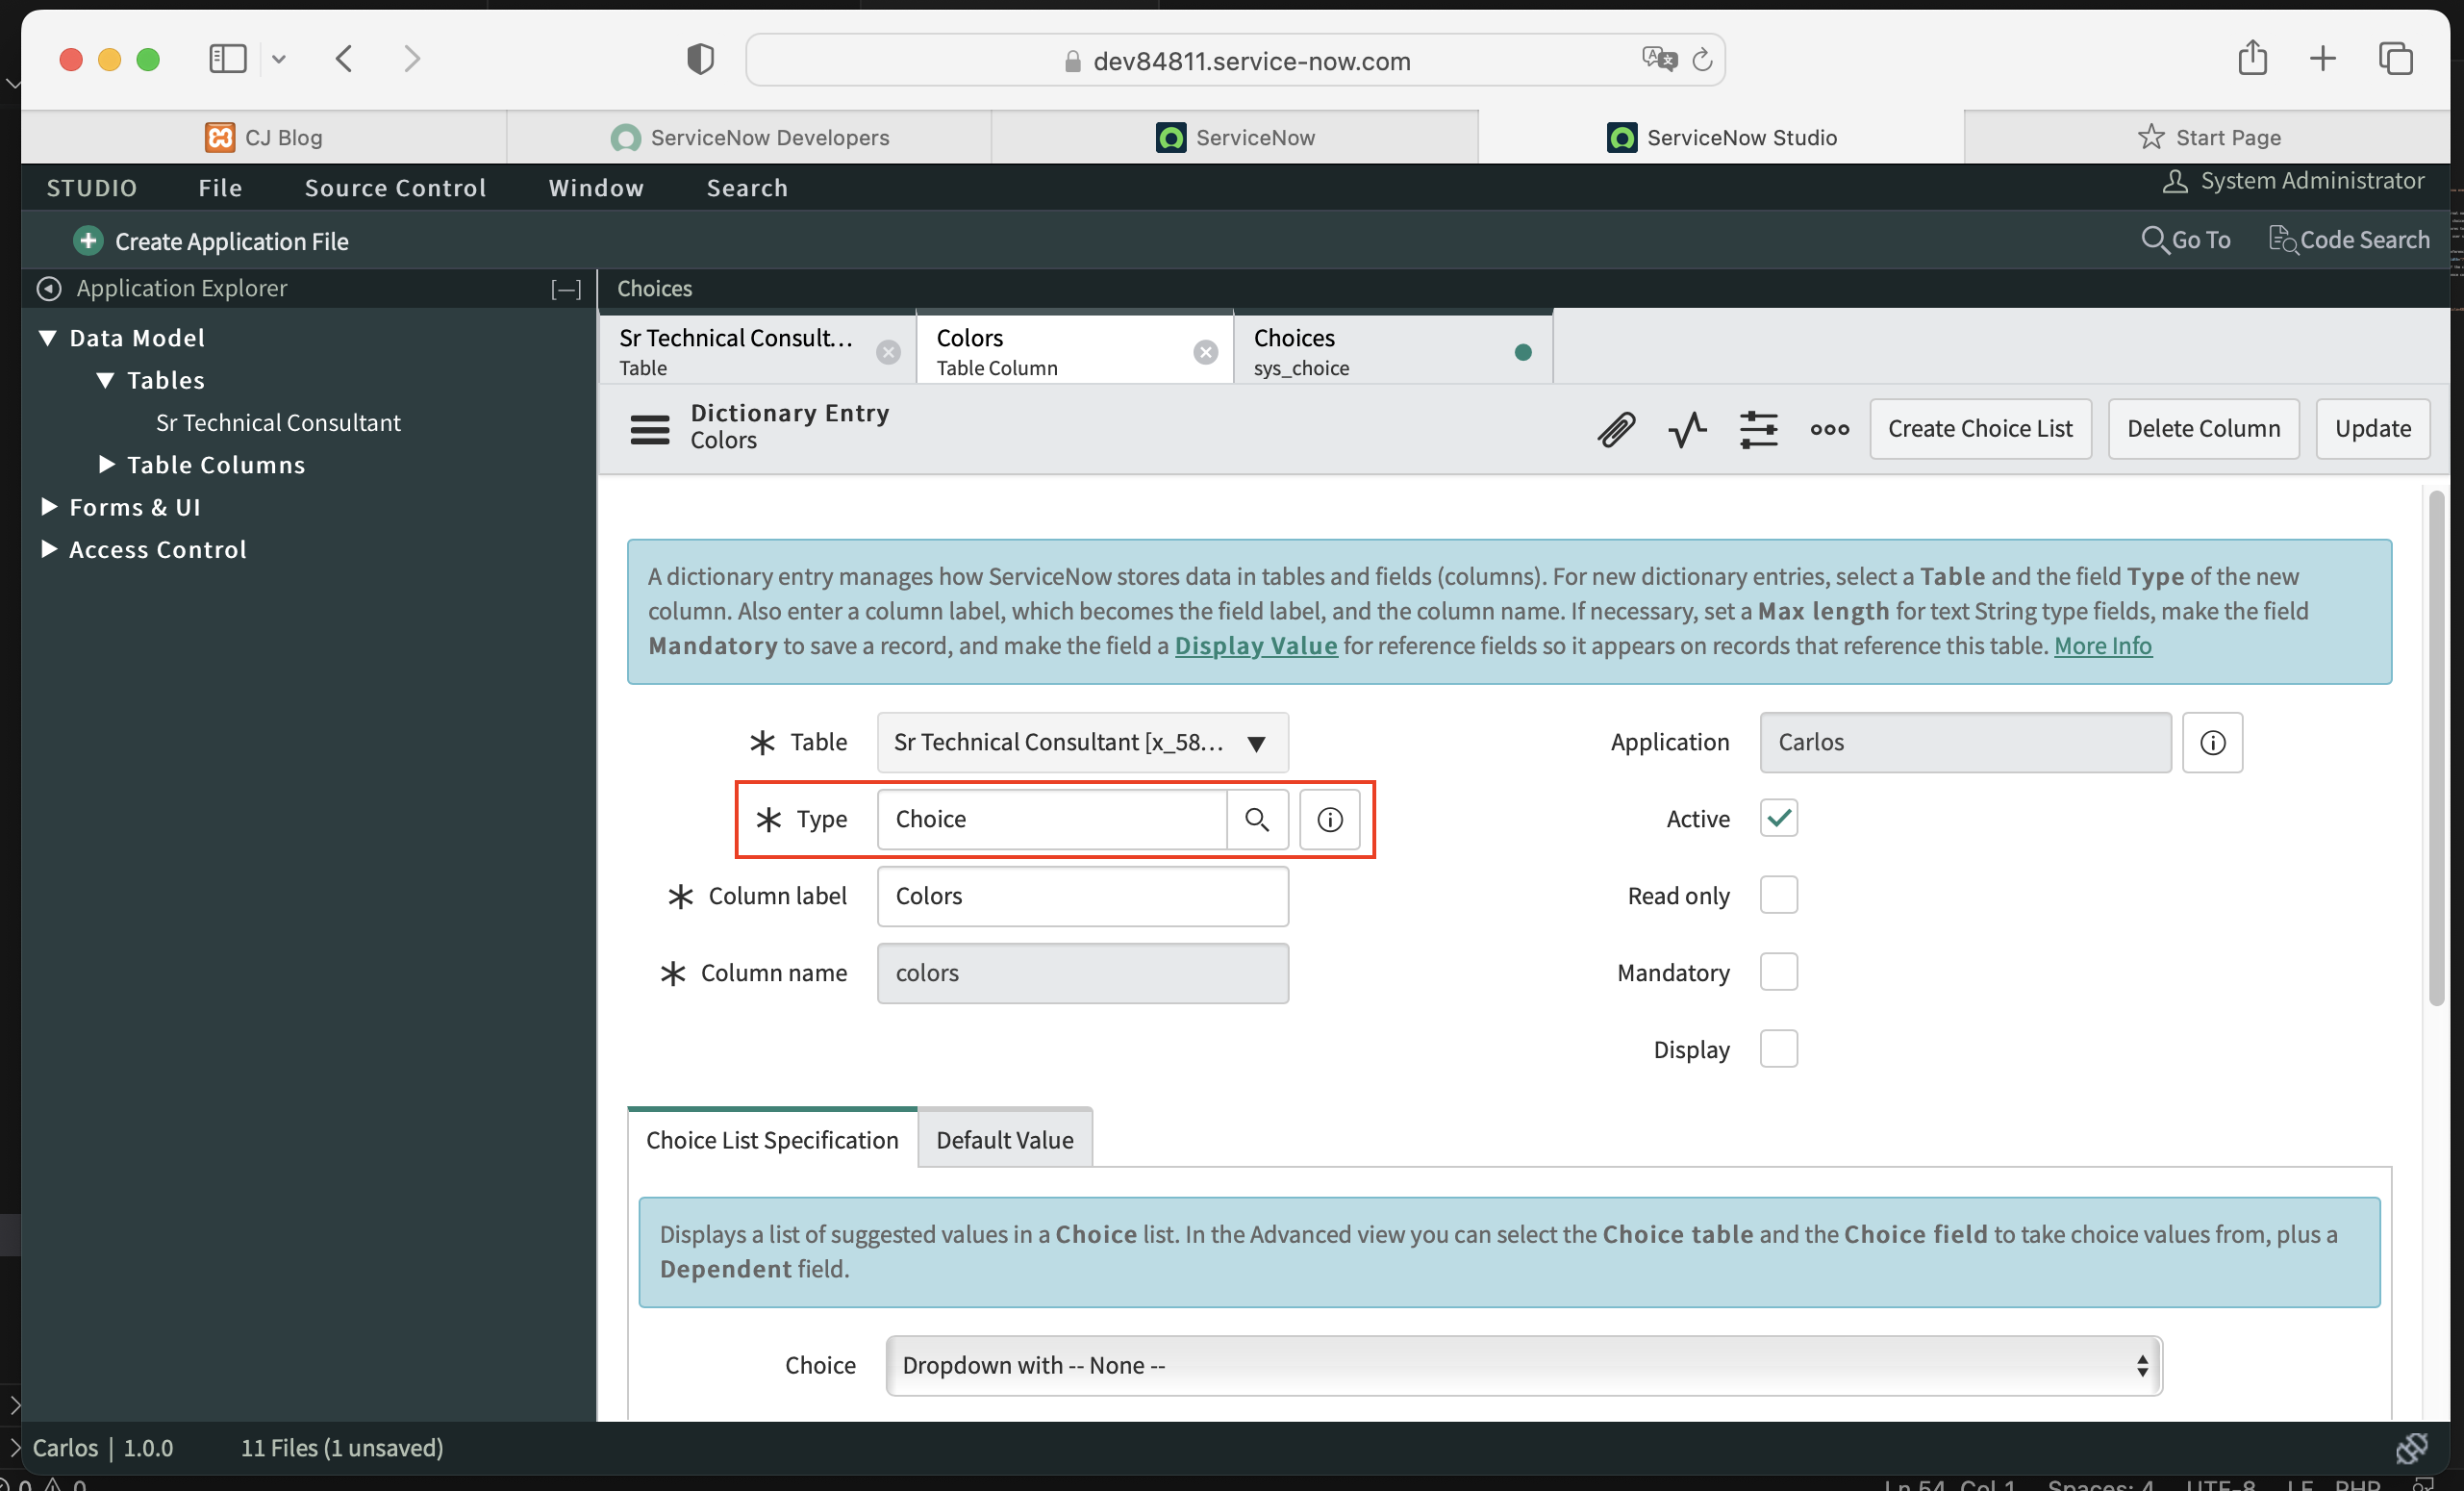 dev84811.service-now.com
CJ Blog
ServiceNow Developers
ServiceNow
ServiceNow Studio
Start Page
STUDIO File Source Control Window Search
System Administrator
Create Application File
Go To
Code Search
Application Explorer [—]
Choices
Data Model
Tables
Sr Technical Consultant
Table Columns
Forms & UI
Access Control
Sr Technical Consult...
Table
Colors
Table Column
Choices
sys_choice
Dictionary Entry
Colors
Create Choice List
Delete Column
Update
A dictionary entry manages how ServiceNow stores data in tables and fields (columns). For new dictionary entries, select a Table and the field Type of the new
column. Also enter a column label, which becomes the field label, and the column name. If necessary, set a Max length for text String type fields, make the field
Mandatory to save a record, and make the field a Display Value for reference fields so it appears on records that reference this table. More Info
Table Sr Technical Consultant [x_58...
Type Choice
Column label Colors
Column name colors
Application Carlos
Active
Read only
Mandatory
Display
Choice List Specification
Default Value
Displays a list of suggested values in a Choice list. In the Advanced view you can select the Choice table and the Choice field to take choice values from, plus a
Dependent field.
Choice Dropdown with -- None --
Carlos | 1.0.0 11 Files (1 unsaved)